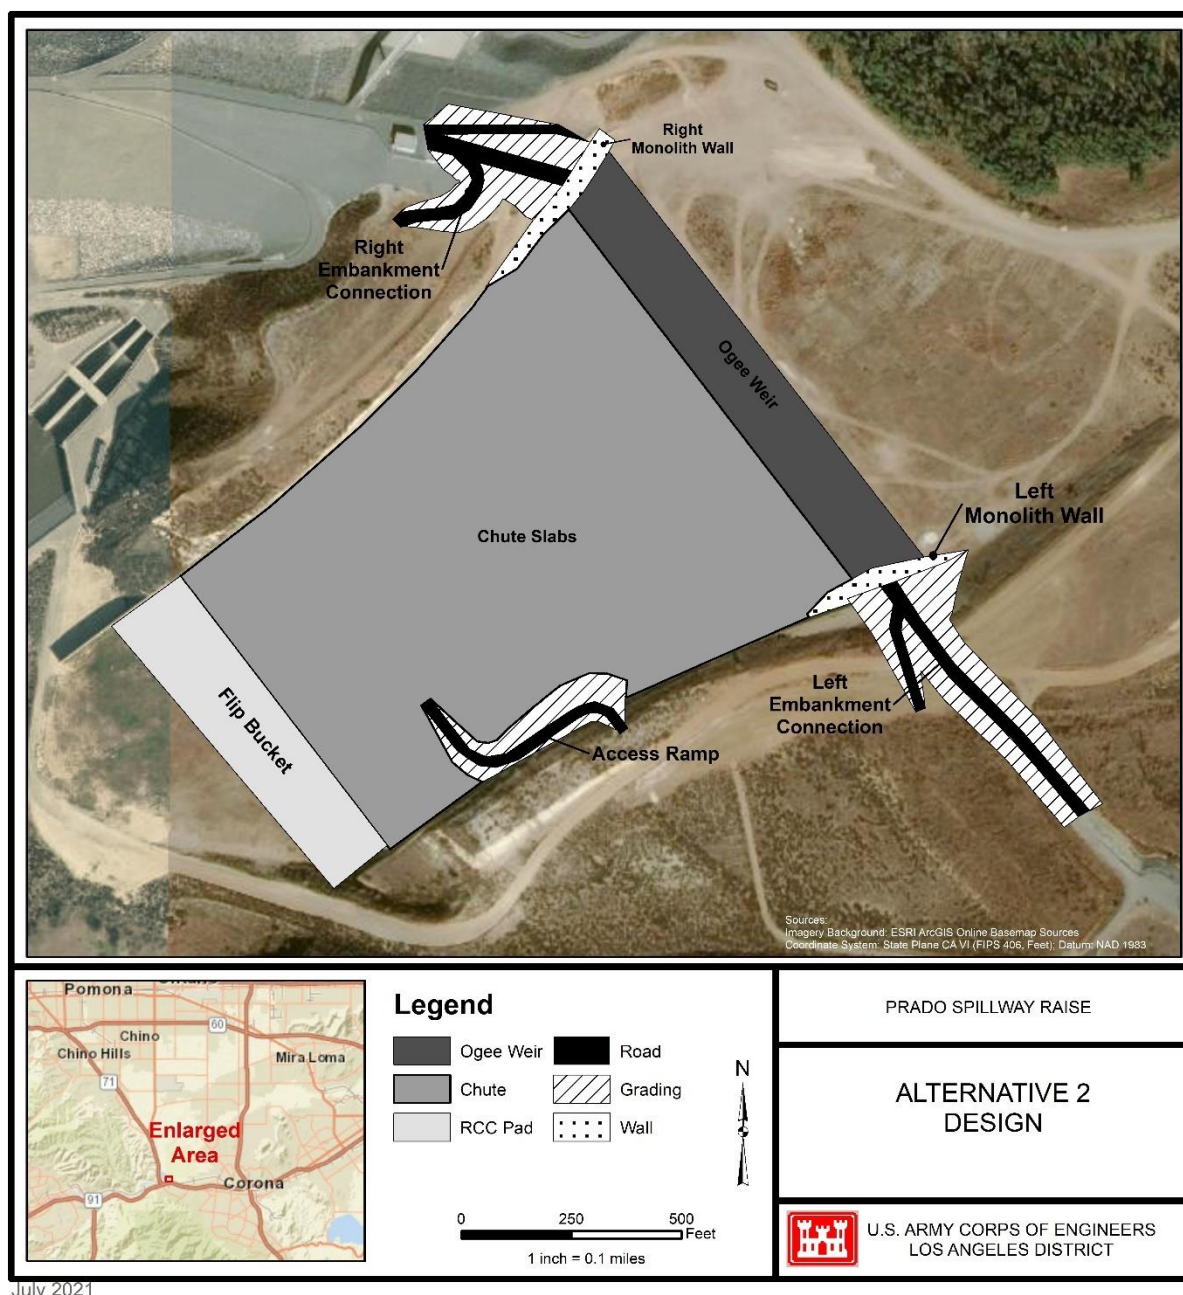 Right
Monolith Wall
Right
Embankment
Connection
Ogee Weir
Left
Monolith Wall
Chute Slabs
Left
Embankment
Connection
Flip Bucket
Access Ramp
Sources:
Imagery Background: ESRI ArcGIS Online Basemap Sources
Coordinate System: State Plane CA VI (FIPS 406, Feet); Datum: NAD 1983
Pomona
60
Chino
Chino Hills
Mira Loma
71
Enlarged
Area
Corona
91
Legend
Ogee Weir
Road
Chute
Grading
RCC Pad
Wall
N
0 250 500
Feet
1 inch = 0.1 miles
PRADO SPILLWAY RAISE
ALTERNATIVE 2
DESIGN
U.S. ARMY CORPS OF ENGINEERS
LOS ANGELES DISTRICT
July 2021